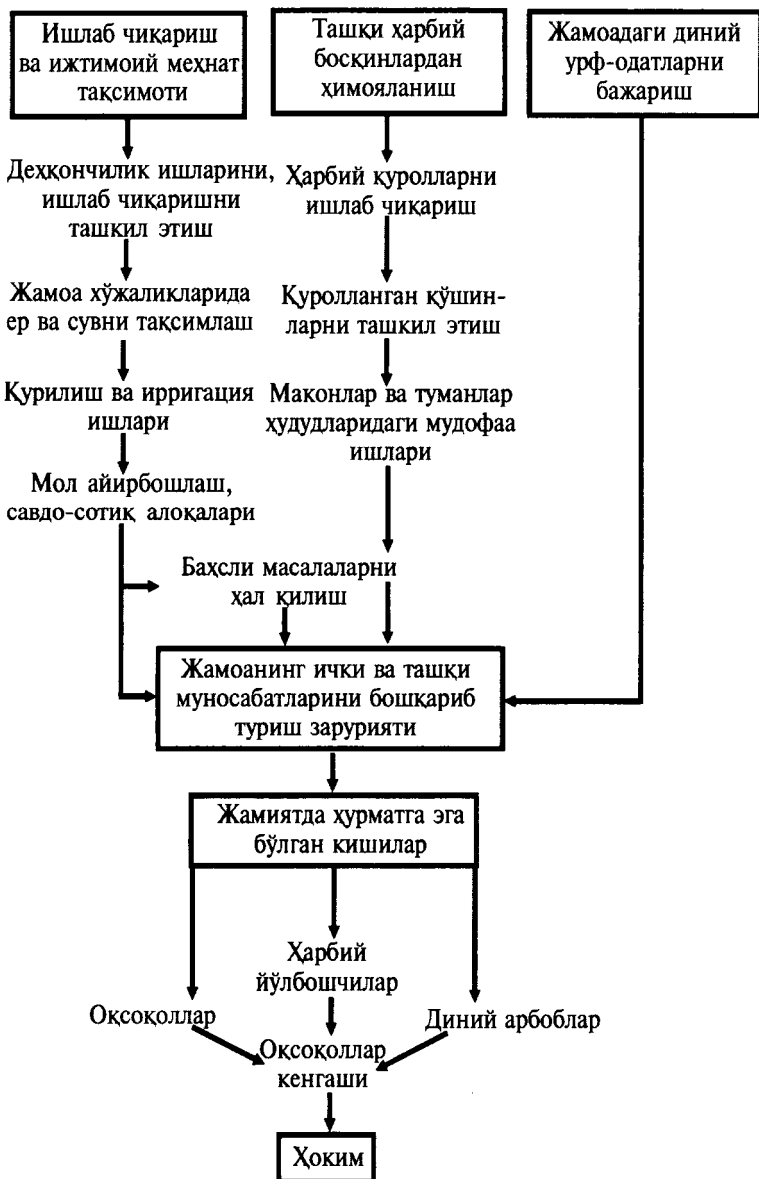 Ишлаб чиқариш
ва ижтимоий меҳнат
тақсимоти
Ташқи ҳарбий
босқинлардан
ҳимояланиш
Жамоадаги диний
урф-одатларни
бажариш
Деҳқончилик ишларини,
ишлаб чиқаришни
ташкил этиш
Ҳарбий қуролларни
ишлаб чиқариш
Жамоа хўжаликларида
ер ва сувни тақсимлаш
Қуролланган қўшин-
ларни ташкил этиш
Қурилиш ва ирригация
ишлари
Маконлар ва туманлар
ҳудудларидаги мудофаа
ишлари
Мол айирбошлаш,
савдо-сотиқ алоқалари
Баҳсли масалаларни
ҳал қилиш
Жамоанинг ички ва ташқи
муносабатларини бошқариб
туриш зарурияти
Жамиятда ҳурматга эга
бўлган кишилар
Ҳарбий
йўлбошчилар
Оқсоқоллар
Диний арбоблар
Оқсоқоллар
кенгаши
Ҳоким